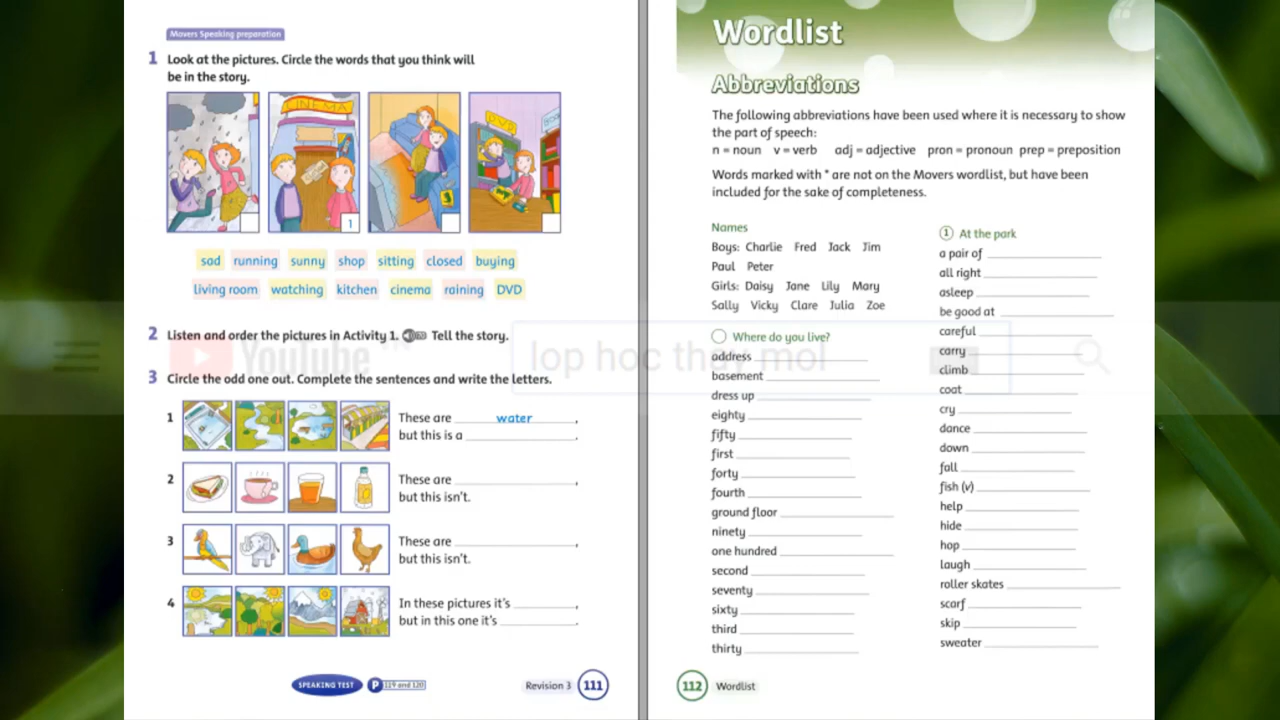 Movers Speaking preparation
1 Look at the pictures. Circle the words that you think will
be in the story.
CINEMA
DVD
1
sad running sunny shop sitting closed buying
living room watching kitchen cinema raining DVD
2 Listen and order the pictures in Activity 1. Tell the story.
3 Circle the odd one out. Complete the sentences and write the letters.
1 These are water ,
but this is a .
2 These are ,
but this isn't.
3 These are ,
but this isn't.
4 In these pictures it's ,
but in this one it's .
SPEAKING TEST P 119 and 120
Revision 3 111
Wordlist
Abbreviations
The following abbreviations have been used where it is necessary to show
the part of speech:
n = noun v = verb adj = adjective pron = pronoun prep = preposition
Words marked with * are not on the Movers wordlist, but have been
included for the sake of completeness.
Names
Boys: Charlie Fred Jack Jim
Paul Peter
Girls: Daisy Jane Lily Mary
Sally Vicky Clare Julia Zoe
Where do you live?
address
basement
dress up
eighty
fifty
first
forty
fourth
ground floor
ninety
one hundred
second
seventy
sixty
third
thirty
1 At the park
a pair of
all right
asleep
be good at
careful
carry
climb
coat
cry
dance
down
fall
fish (v)
help
hide
hop
laugh
roller skates
scarf
skip
sweater
112 Wordlist
YouTube
lop hoc thay moi